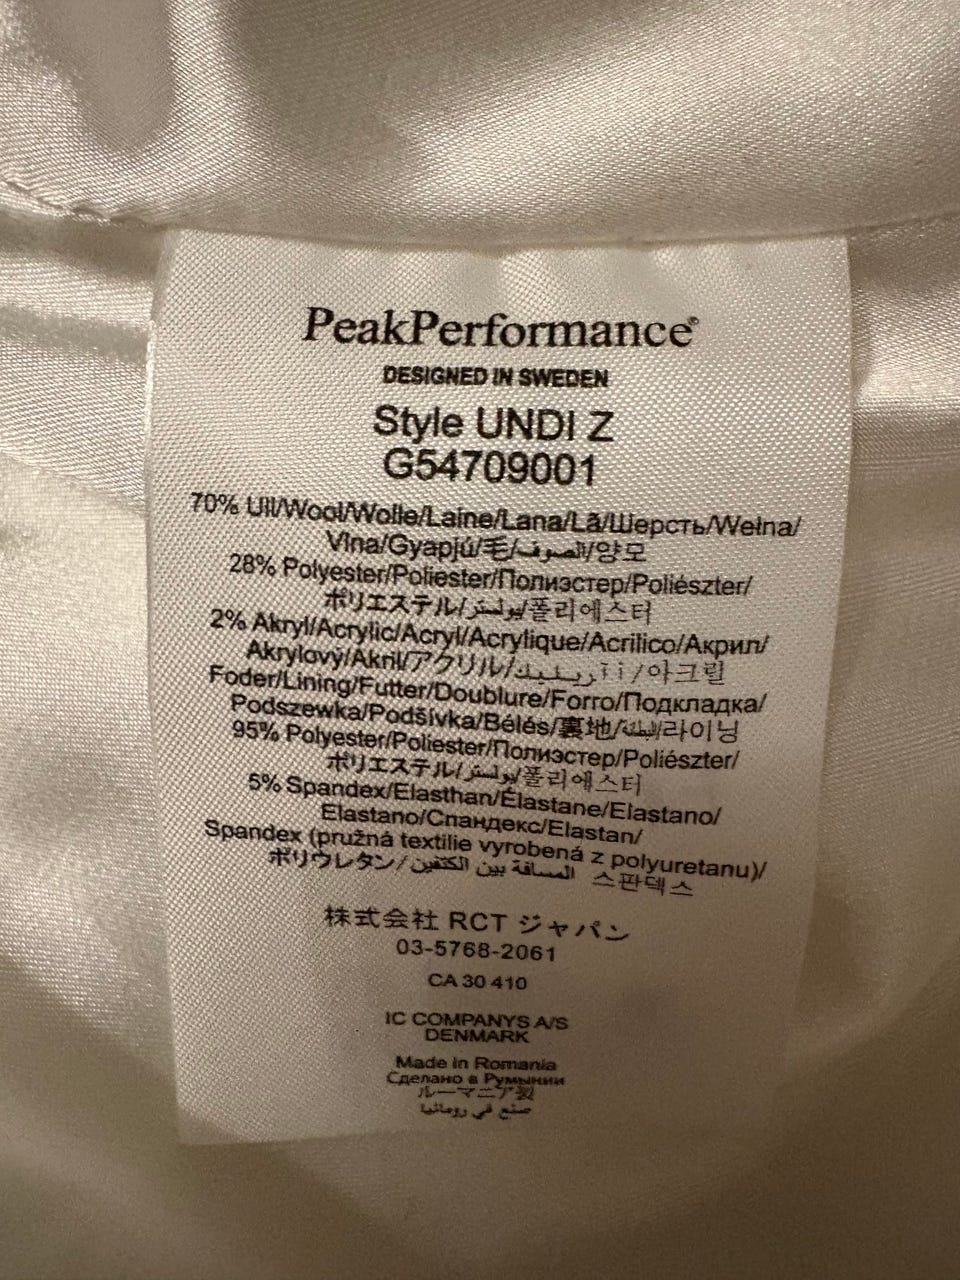 PeakPerformance®
DESIGNED IN SWEDEN
Style UNDI Z
G54709001
70% Ull/Wool/Wolle/Laine/Lana/Lã/Шерсть/Wełna/
Vlna/Gyapjú/毛/الصوف/양모
28% Polyester/Poliester/Полиэстер/Poliészter/
ポリエステル/بوليستر/폴리에스터
2% Akryl/Acrylic/Acryl/Acrylique/Acrilico/Акрил/
Akrylový/Akril/アクリル/아크릴
Foder/Lining/Futter/Doublure/Forro/Подкладка/
Podszewka/Podšívka/Bélés/裏地/البطانة/라이닝
95% Polyester/Poliester/Полиэстер/Poliészter/
ポリエステル/بوليستر/폴리에스터
5% Spandex/Elasthan/Élastane/Elastano/
Elastano/Спандекс/Elastan/
Spandex (pružná textilie vyrobená z polyuretanu)/
ポリウレタン/المسافة بين الكتفين 스판덱스
株式会社 RCT ジャパン
03-5768-2061
CA 30 410
IC COMPANYS A/S
DENMARK
Made in Romania
Сделано в Румынии
ルーマニア製
صنع في رومانيا